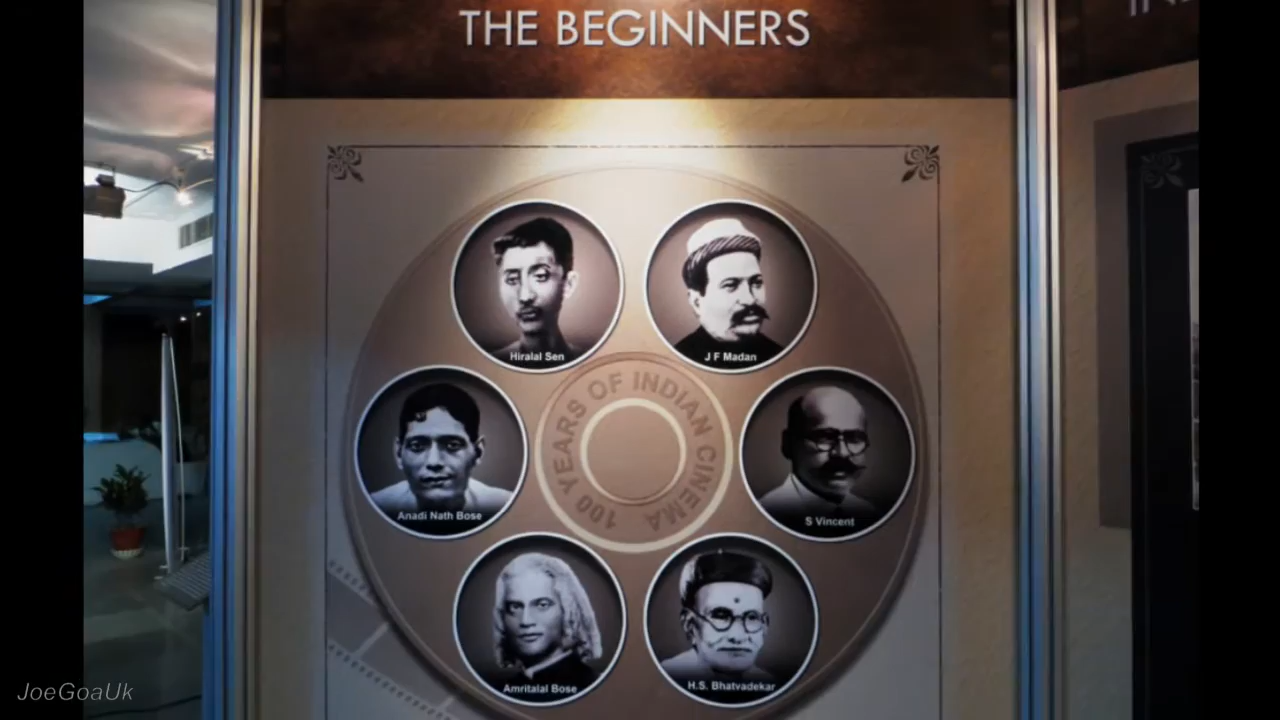 THE BEGINNERS
Hiralal Sen
J F Madan
100 YEARS OF INDIAN CINEMA
Anadi Nath Bose
S Vincent
Amritalal Bose
H.S. Bhatvadekar
JoeGoaUk